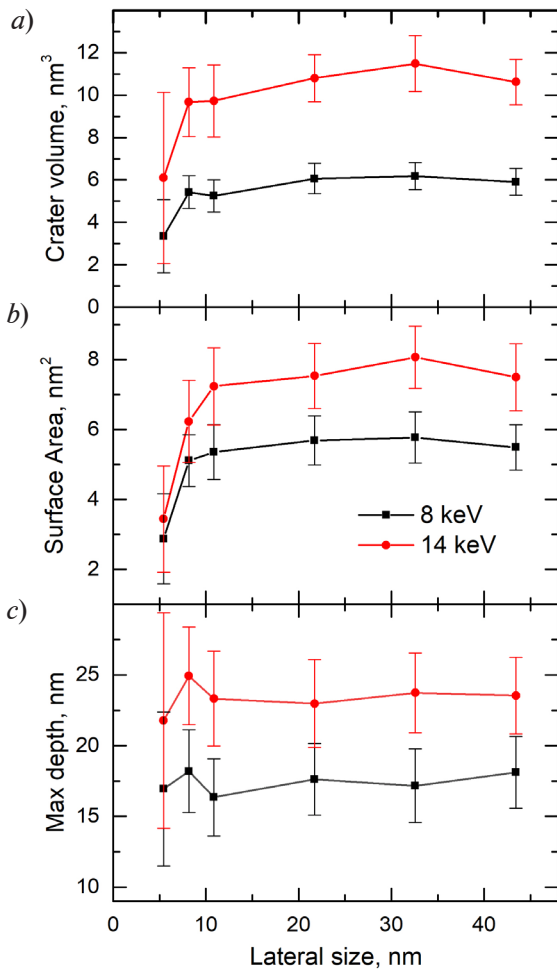 a)
Crater volume, nm³
12
10
8
6
4
2
0
b)
Surface Area, nm²
8
6
4
2
8 keV
14 keV
c)
Max depth, nm
25
20
15
10
0 10 20 30 40
Lateral size, nm